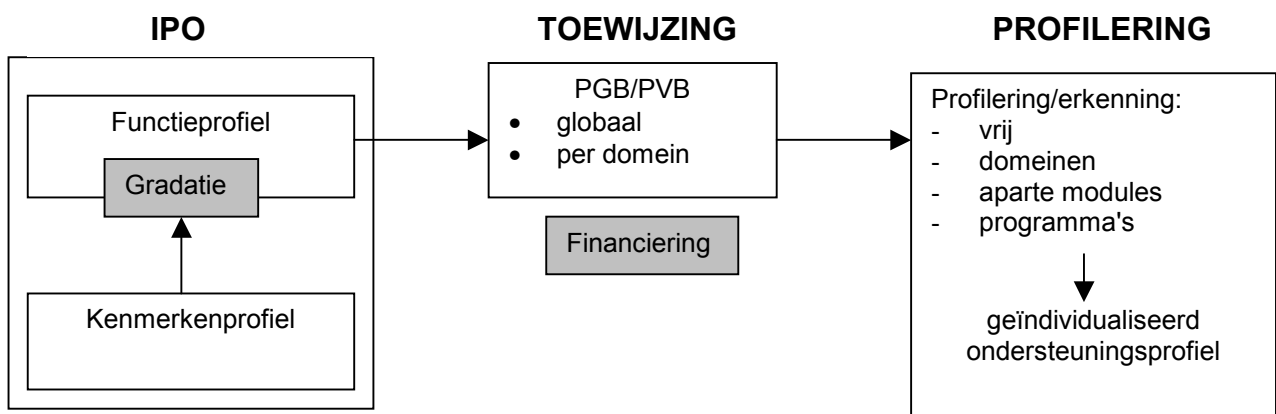 IPO
Functieprofiel
Gradatie
Kenmerkenprofiel
TOEWIJZING
PGB/PVB
• globaal
• per domein
Financiering
PROFILERING
Profilering/erkenning:
- vrij
- domeinen
- aparte modules
- programma's
geïndividualiseerd
ondersteuningsprofiel